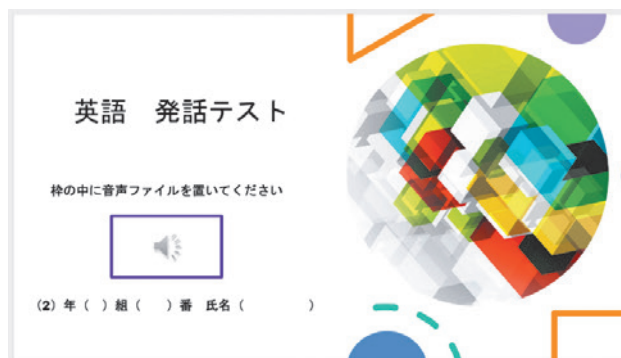 英語　発話テスト
枠の中に音声ファイルを置いてください
（2）年（　）組（　　）番　氏名（　　　　　）